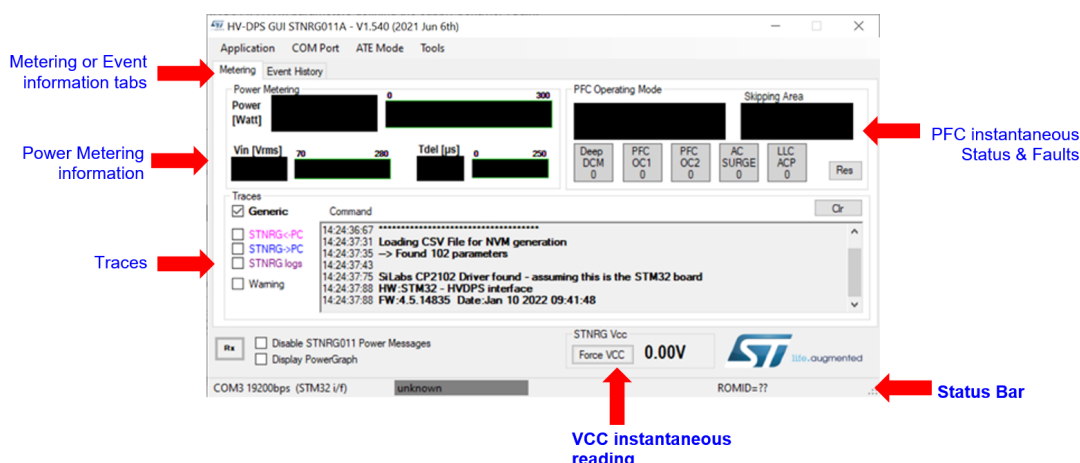 HV-DPS GUI STNRG011A - V1.540 (2021 Jun 6th)
Application COM Port ATE Mode Tools
Metering or Event
information tabs
Metering Event History
Power Metering
Power
[Watt]
0 300
PFC Operating Mode
Skipping Area
PFC instantaneous
Status & Faults
Power Metering
information
Vin [Vrms] 70 280
Tdel [µs] 0 250
Deep
DCM
0
PFC
OC1
0
PFC
OC2
0
AC
SURGE
0
LLC
ACP
0
Res
Traces
Traces
Generic
Command
Clr
STNRG<-PC
STNRG->PC
STNRG logs
Warning
14:24:36:67 ************************************
14:24:37:31 Loading CSV File for NVM generation
14:24:37:35 --> Found 102 parameters
14:24:37:43
14:24:37:75 SiLabs CP2102 Driver found - assuming this is the STM32 board
14:24:37:88 HW:STM32 - HVDPS interface
14:24:37:88 FW:4.5.14835 Date:Jan 10 2022 09:41:48
Rx
Disable STNRG011 Power Messages
Display PowerGraph
STNRG Vcc
Force VCC 0.00V
ST life.augmented
COM3 19200bps (STM32 i/f) unknown ROMID=??
Status Bar
VCC instantaneous
reading